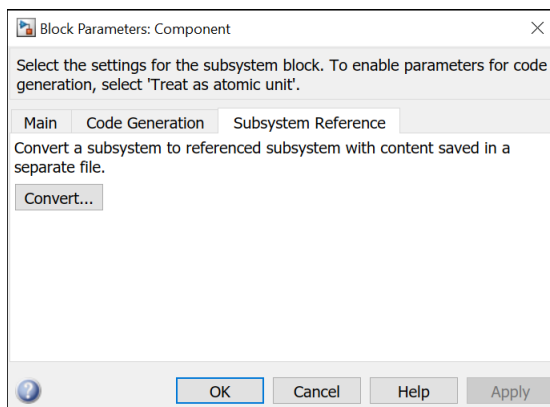 Block Parameters: Component
Select the settings for the subsystem block. To enable parameters for code
generation, select 'Treat as atomic unit'.
Main Code Generation Subsystem Reference
Convert a subsystem to referenced subsystem with content saved in a
separate file.
Convert...
OK Cancel Help Apply